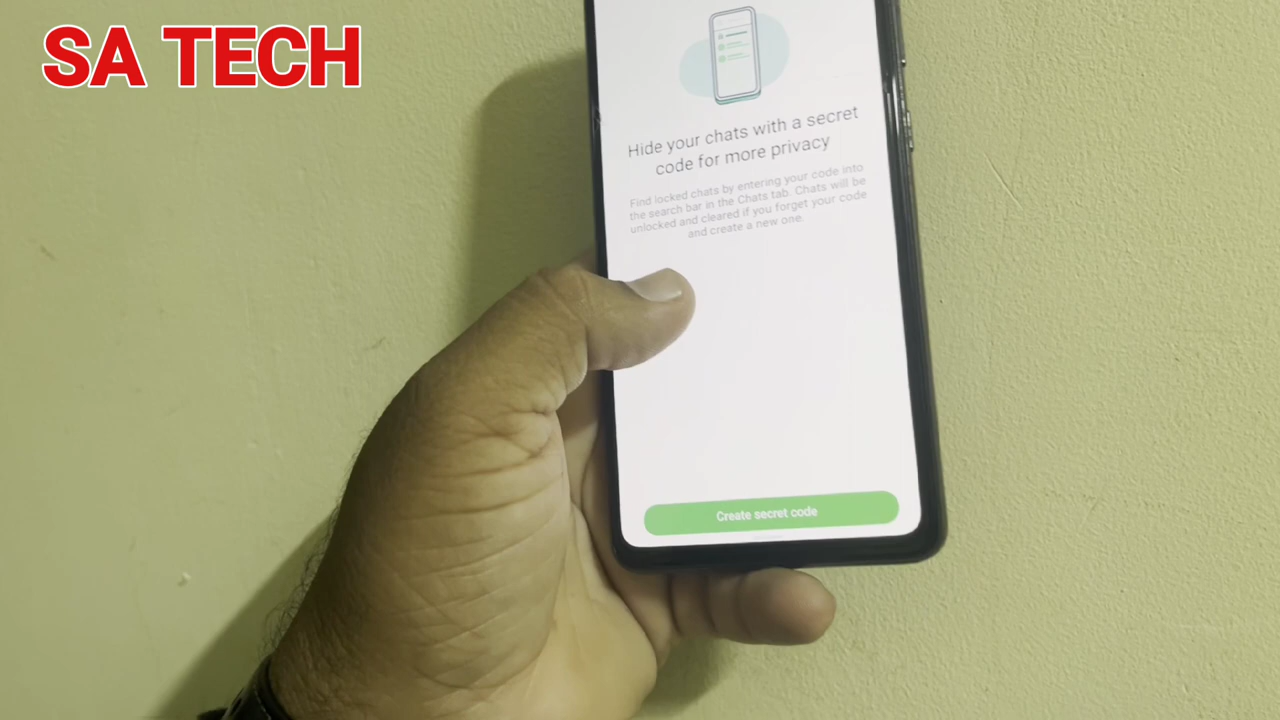 SA TECH
Hide your chats with a secret
code for more privacy
Find locked chats by entering your code into
the search bar in the Chats tab. Chats will be
unlocked and cleared if you forget your code
and create a new one.
Create secret code